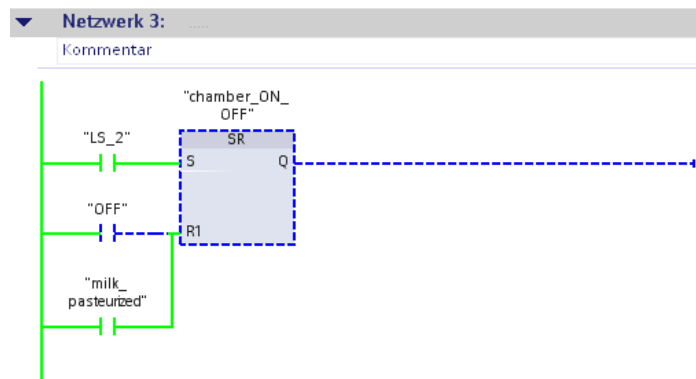 Netzwerk 3: .....
Kommentar
"chamber_ON_
OFF"
"LS_2"
SR
S Q
"OFF"
R1
"milk_
pasteurized"